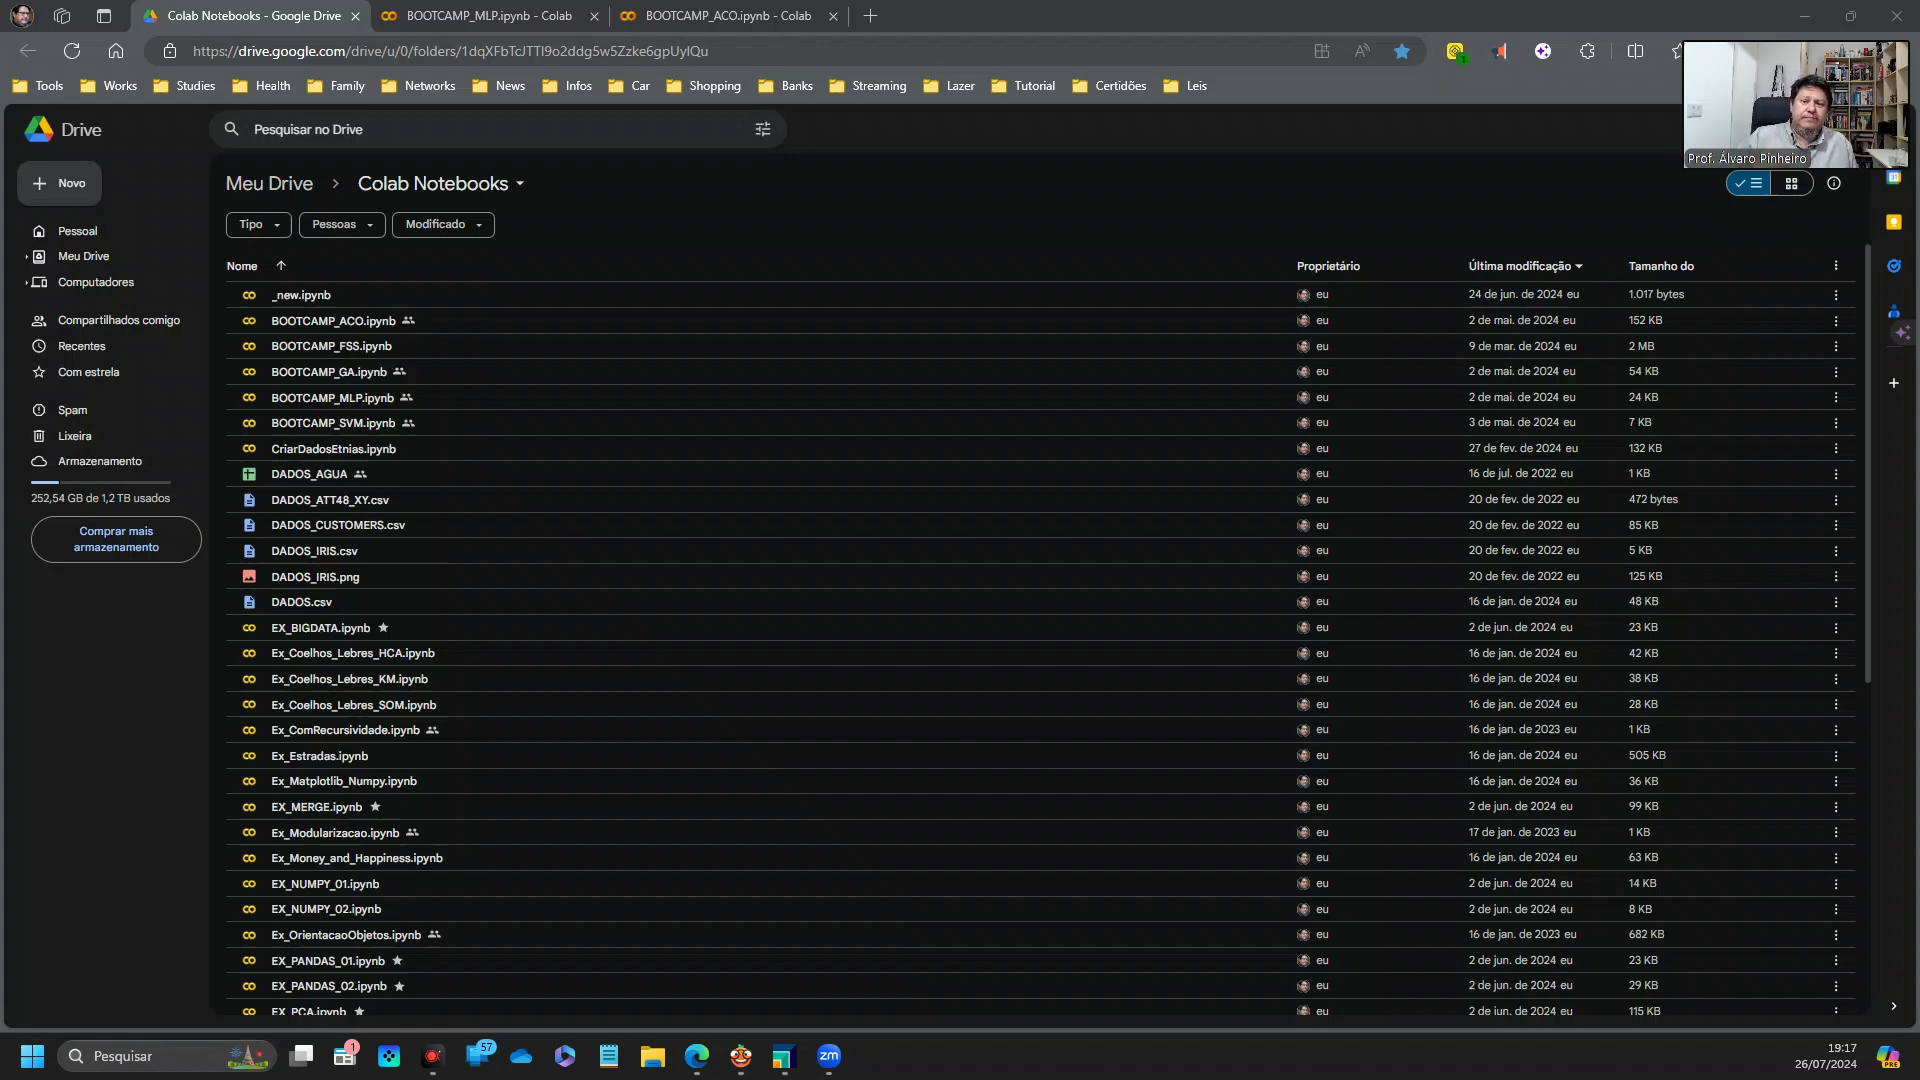 Colab Notebooks - Google Drive
BOOTCAMP_MLP.ipynb - Colab
BOOTCAMP_ACO.ipynb - Colab
https://drive.google.com/drive/u/0/folders/
Tools Works Studies Health Family Networks News Infos Car Shopping Banks Streaming Lazer Tutorial Certidões Leis
Prof. Álvaro Pinheiro
Drive
Pesquisar no Drive
Novo
Meu Drive > Colab Notebooks
Tipo Pessoas Modificado
Pessoal
Meu Drive
Computadores
Compartilhados comigo
Recentes
Com estrela
Spam
Lixeira
Armazenamento
252,54 GB de 1,2 TB usados
Comprar mais
armazenamento
Nome Proprietário Última modificação Tamanho do
_new.ipynb eu 24 de jun. de 2024 eu 1.017 bytes
BOOTCAMP_ACO.ipynb eu 2 de mai. de 2024 eu 152 KB
BOOTCAMP_FSS.ipynb eu 9 de mar. de 2024 eu 2 MB
BOOTCAMP_GA.ipynb eu 2 de mai. de 2024 eu 54 KB
BOOTCAMP_MLP.ipynb eu 2 de mai. de 2024 eu 24 KB
BOOTCAMP_SVM.ipynb eu 3 de mai. de 2024 eu 7 KB
CriarDadosEtnias.ipynb eu 27 de fev. de 2024 eu 132 KB
DADOS_AGUA eu 16 de jul. de 2022 eu 1 KB
DADOS_ATT48_XY.csv eu 20 de fev. de 2022 eu 472 bytes
DADOS_CUSTOMERS.csv eu 20 de fev. de 2022 eu 85 KB
DADOS_IRIS.csv eu 20 de fev. de 2022 eu 5 KB
DADOS_IRIS.png eu 20 de fev. de 2022 eu 125 KB
DADOS.csv eu 16 de jan. de 2024 eu 48 KB
EX_BIGDATA.ipynb eu 2 de jun. de 2024 eu 23 KB
Ex_Coelhos_Lebres_HCA.ipynb eu 16 de jan. de 2024 eu 42 KB
Ex_Coelhos_Lebres_KM.ipynb eu 16 de jan. de 2024 eu 38 KB
Ex_Coelhos_Lebres_SOM.ipynb eu 16 de jan. de 2024 eu 28 KB
Ex_ComRecursividade.ipynb eu 16 de jan. de 2023 eu 1 KB
Ex_Estradas.ipynb eu 16 de jan. de 2024 eu 505 KB
Ex_Matplotlib_Numpy.ipynb eu 16 de jan. de 2024 eu 36 KB
EX_MERGE.ipynb eu 2 de jun. de 2024 eu 99 KB
Ex_Modularizacao.ipynb eu 17 de jan. de 2023 eu 1 KB
Ex_Money_and_Happiness.ipynb eu 16 de jan. de 2024 eu 63 KB
EX_NUMPY_01.ipynb eu 2 de jun. de 2024 eu 14 KB
EX_NUMPY_02.ipynb eu 2 de jun. de 2024 eu 8 KB
Ex_OrientacaoObjetos.ipynb eu 16 de jan. de 2023 eu 682 KB
EX_PANDAS_01.ipynb eu 2 de jun. de 2024 eu 23 KB
EX_PANDAS_02.ipynb eu 2 de jun. de 2024 eu 29 KB
EX_PCA.ipynb eu 2 de jun. de 2024 eu 115 KB
Pesquisar
1
57
zm
19:17
26/07/2024
PRE